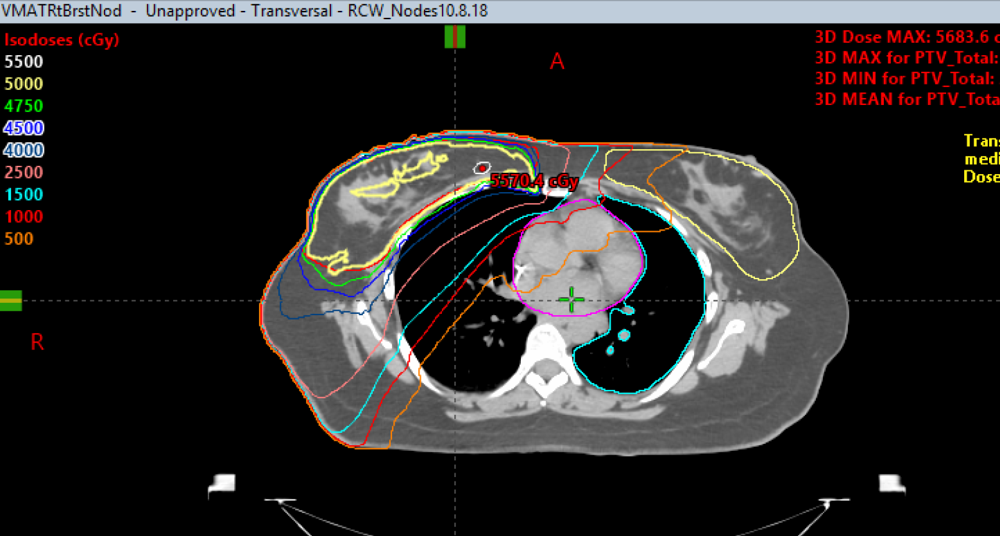 VMATRtBrstNod - Unapproved - Transversal - RCW_Nodes10.8.18
Isodoses (cGy)
5500
5000
4750
4500
4000
2500
1500
1000
500
A
3D Dose MAX: 5683.6 c
3D MAX for PTV_Total:
3D MIN for PTV_Total:
3D MEAN for PTV_Tota
Trans
medi
Dose
5570.4 cGy
R